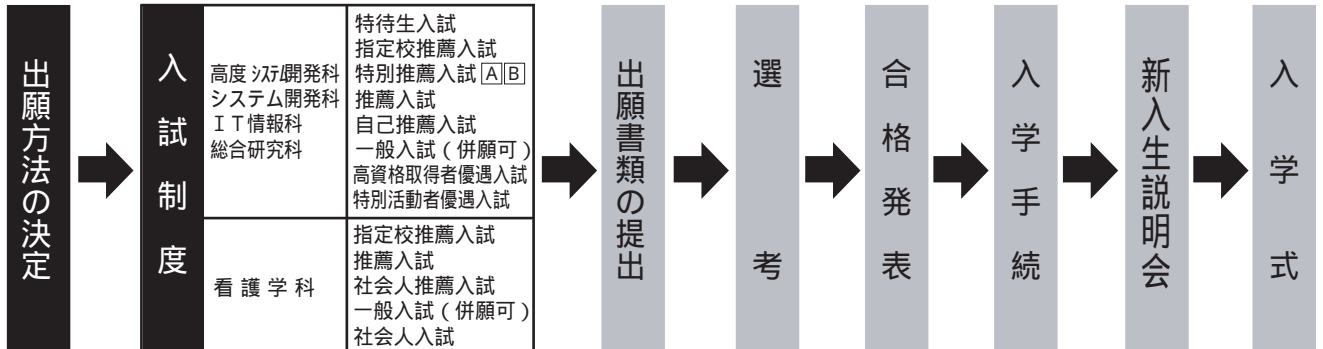 出願方法の決定
入試制度
高度システム開発科
システム開発科
ＩＴ情報科
総合研究科
特待生入試
指定校推薦入試
特別推薦入試AB
推薦入試
自己推薦入試
一般入試（併願可）
高資格取得者優遇入試
特別活動者優遇入試
看護学科
指定校推薦入試
推薦入試
社会人推薦入試
一般入試（併願可）
社会人入試
出願書類の提出
選考
合格発表
入学手続
新入生説明会
入学式